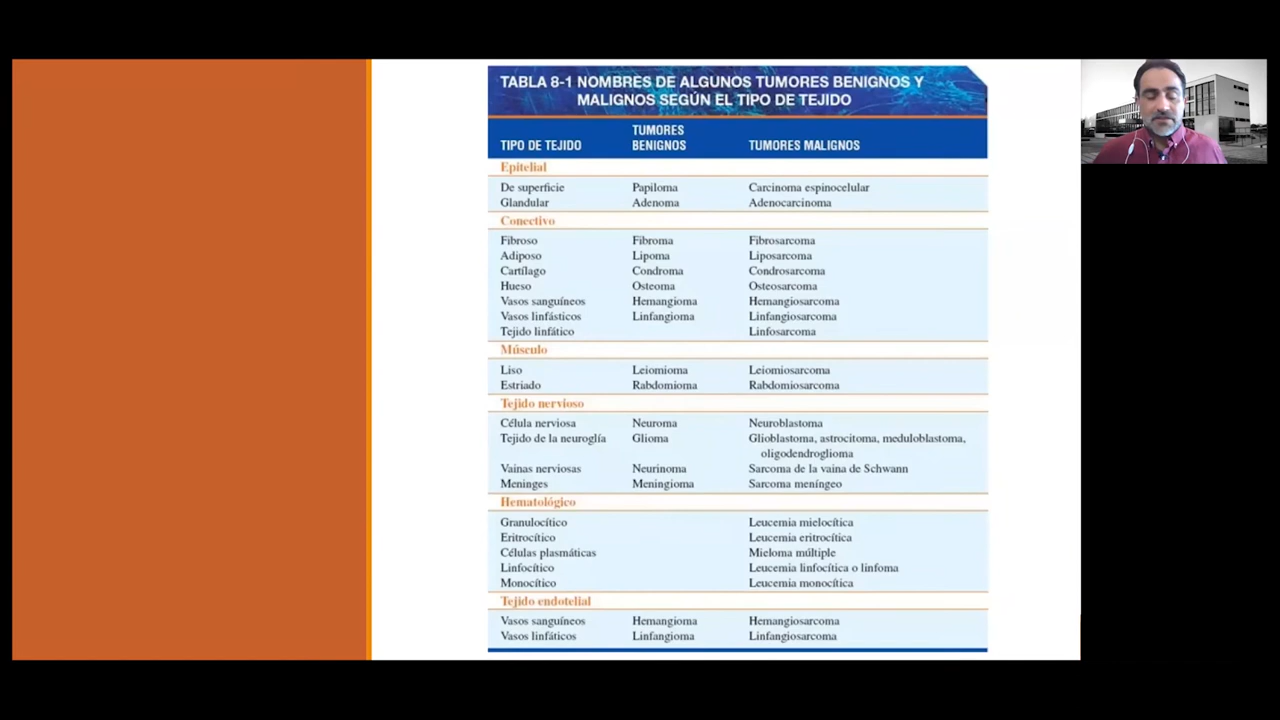 TABLA 8-1 NOMBRES DE ALGUNOS TUMORES BENIGNOS Y
MALIGNOS SEGÚN EL TIPO DE TEJIDO
TIPO DE TEJIDO TUMORES BENIGNOS TUMORES MALIGNOS
Epitelial
De superficie Papiloma Carcinoma espinocelular
Glandular Adenoma Adenocarcinoma
Conectivo
Fibroso Fibroma Fibrosarcoma
Adiposo Lipoma Liposarcoma
Cartílago Condroma Condrosarcoma
Hueso Osteoma Osteosarcoma
Vasos sanguíneos Hemangioma Hemangiosarcoma
Vasos linfásticos Linfangioma Linfangiosarcoma
Tejido linfático Linfosarcoma
Músculo
Liso Leiomioma Leiomiosarcoma
Estriado Rabdomioma Rabdomiosarcoma
Tejido nervioso
Célula nerviosa Neuroma Neuroblastoma
Tejido de la neuroglía Glioma Glioblastoma, astrocitoma, meduloblastoma,
oligodendroglioma
Vainas nerviosas Neurinoma Sarcoma de la vaina de Schwann
Meninges Meningioma Sarcoma meníngeo
Hematológico
Granulocítico Leucemia mielocítica
Eritrocítico Leucemia eritrocítica
Células plasmáticas Mieloma múltiple
Linfocítico Leucemia linfocítica o linfoma
Monocítico Leucemia monocítica
Tejido endotelial
Vasos sanguíneos Hemangioma Hemangiosarcoma
Vasos linfáticos Linfangioma Linfangiosarcoma